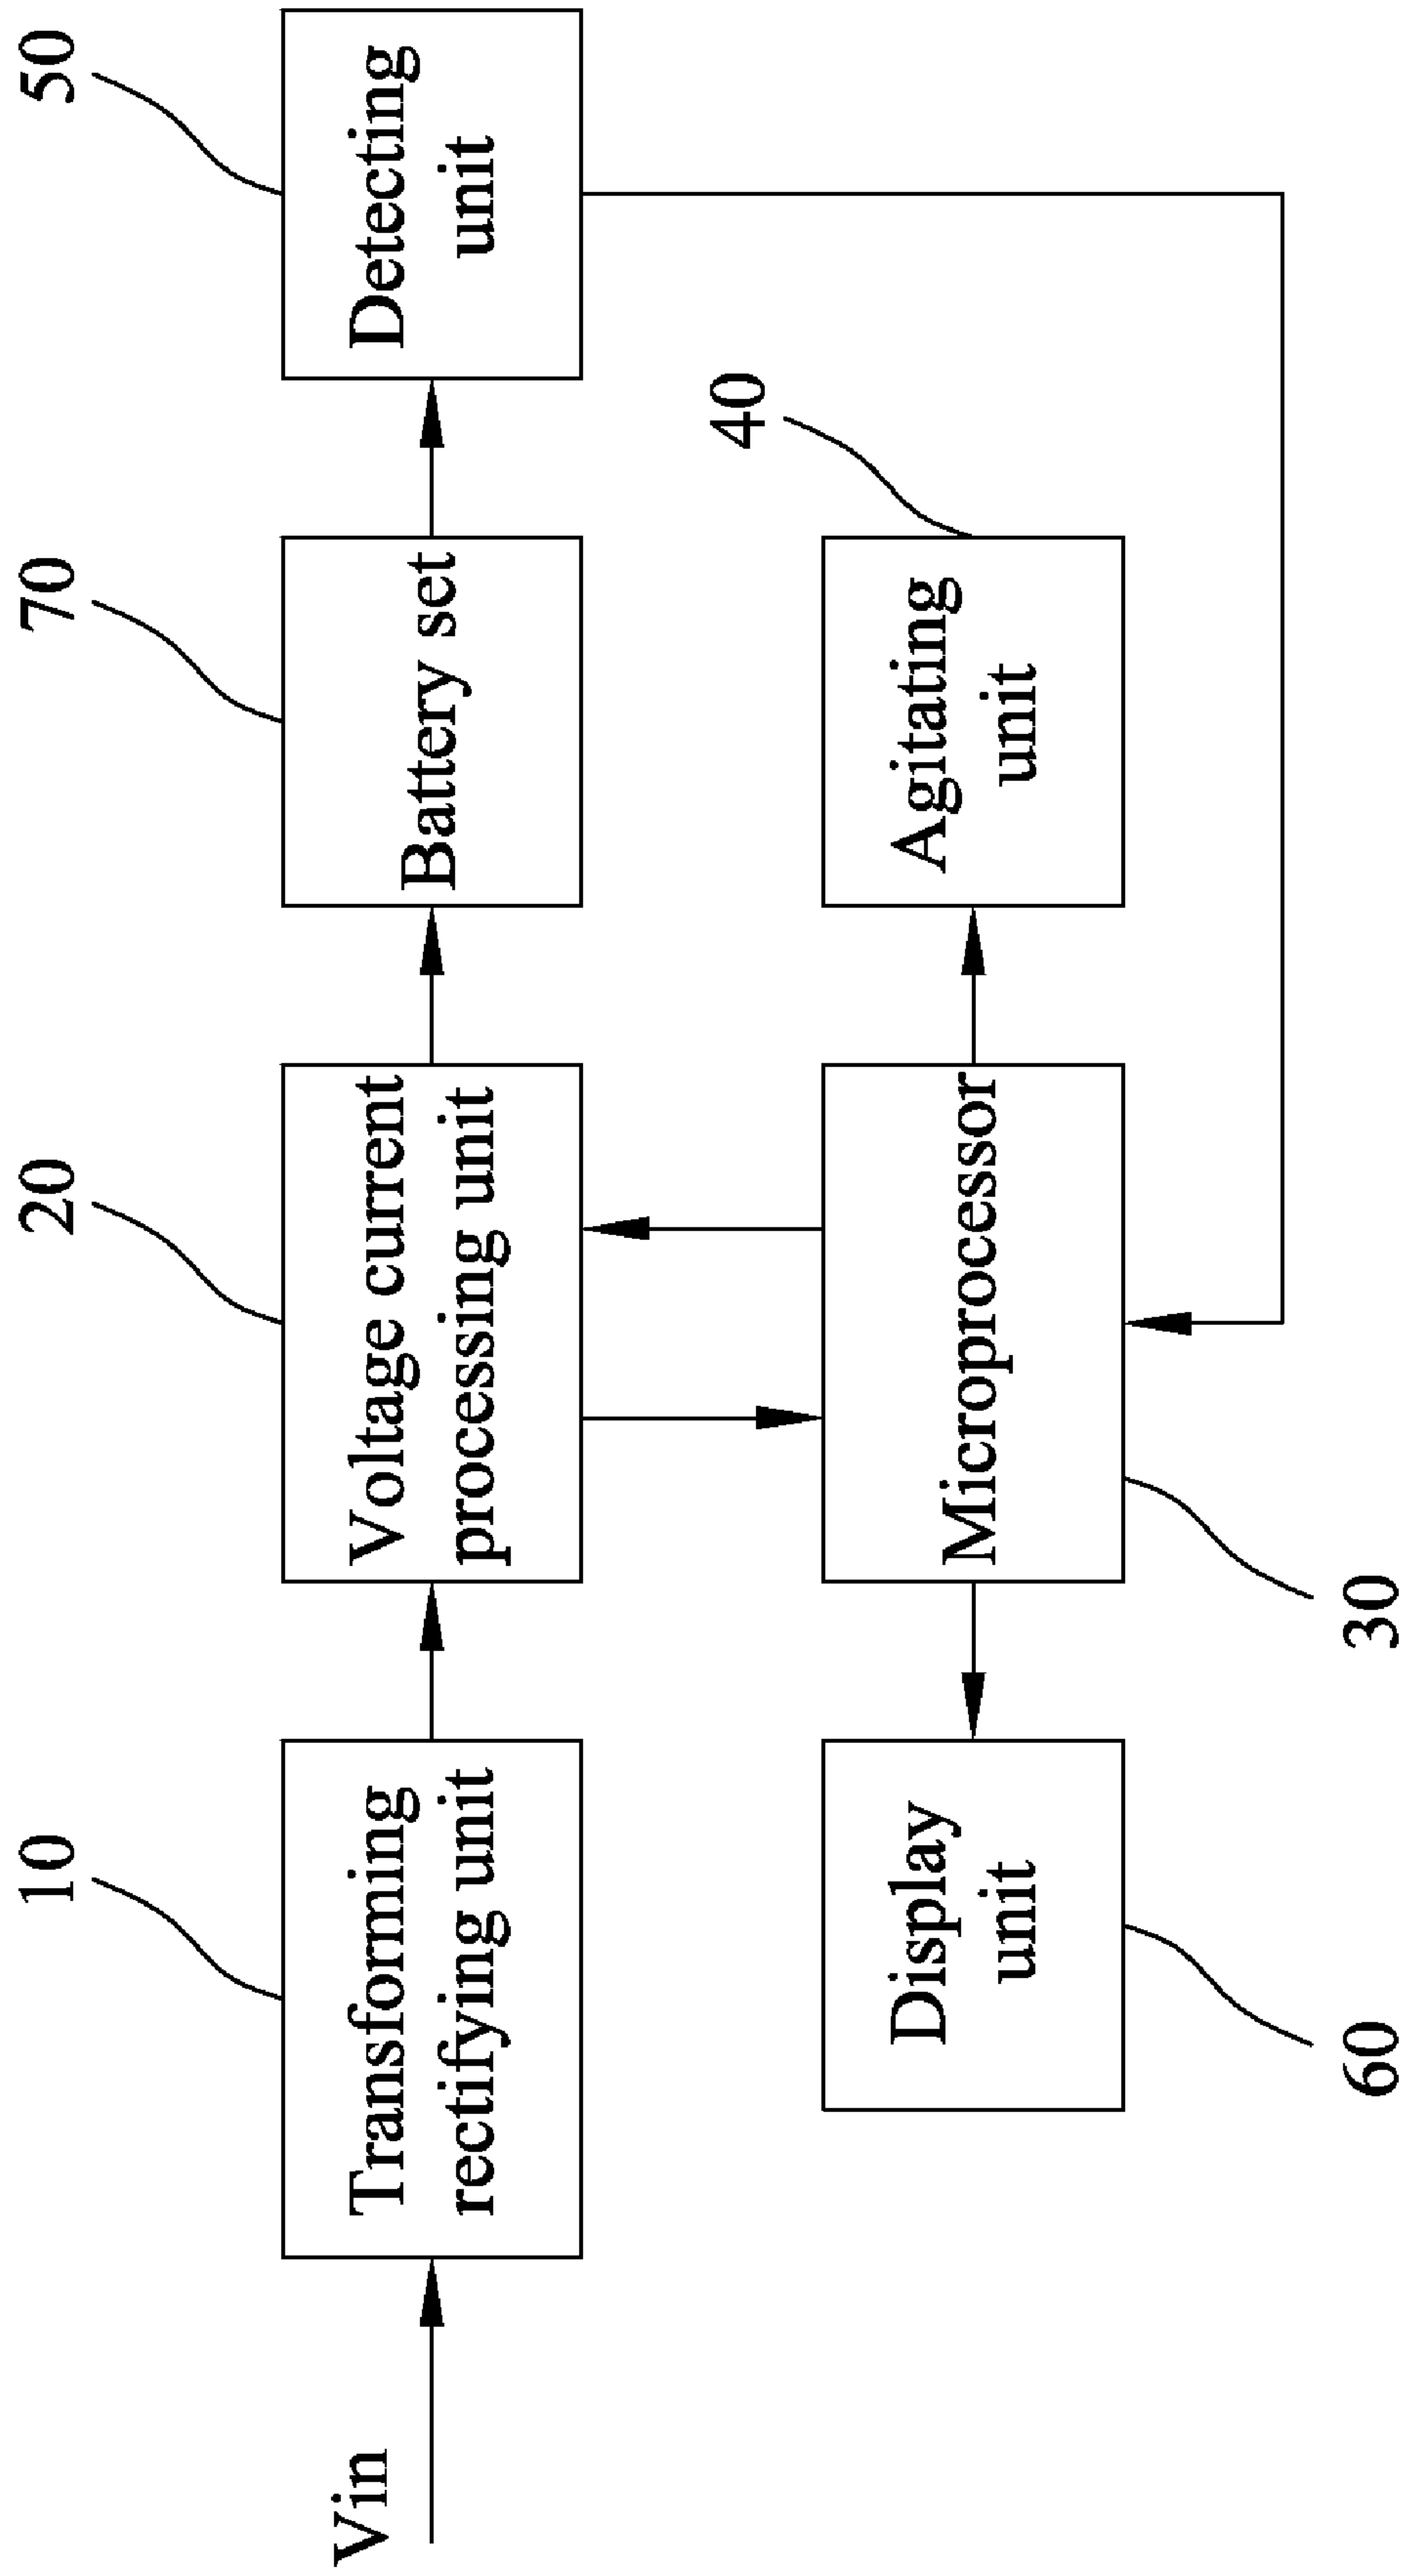 10
20
70
50
Vin
Transforming
rectifying unit
Voltage current
processing unit
Battery set
Detecting
unit
40
Display
unit
Microprocessor
Agitating
unit
60
30